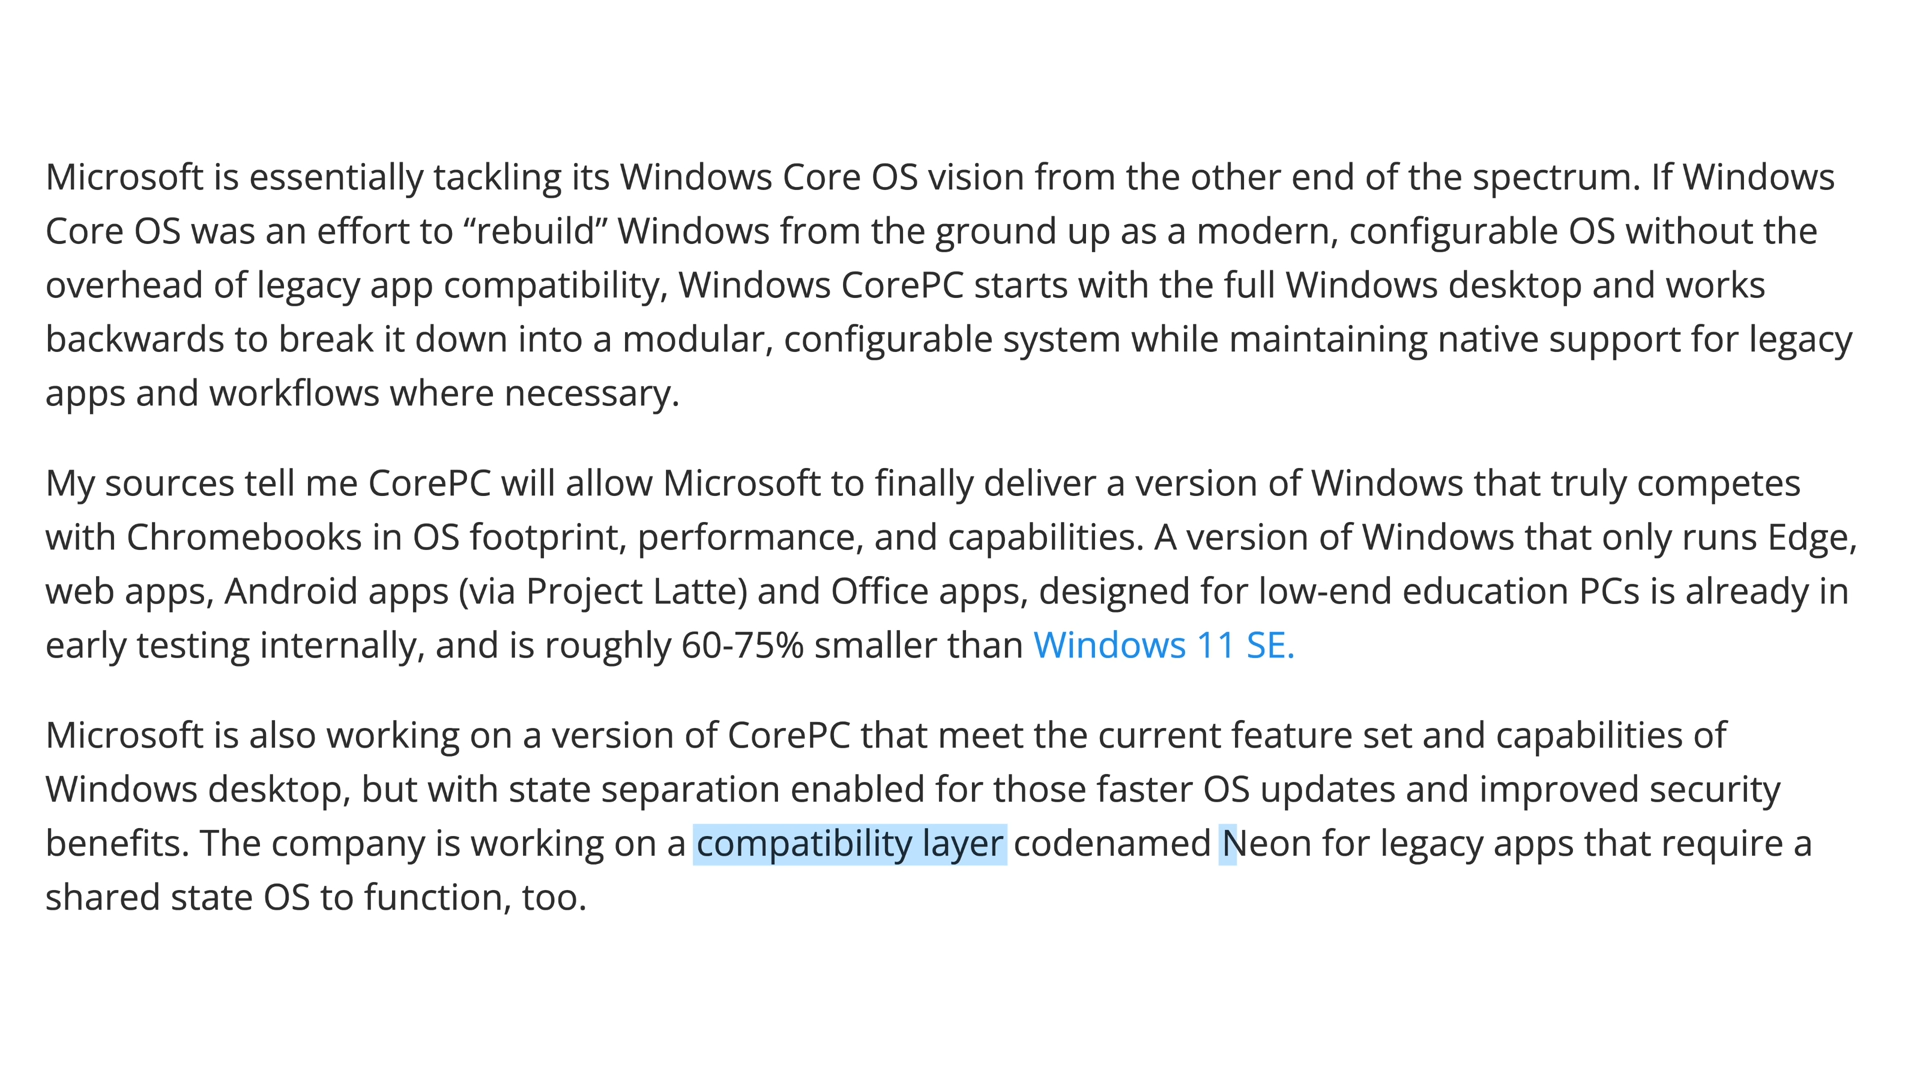 Microsoft is essentially tackling its Windows Core OS vision from the other end of the spectrum. If Windows
Core OS was an effort to “rebuild” Windows from the ground up as a modern, configurable OS without the
overhead of legacy app compatibility, Windows CorePC starts with the full Windows desktop and works
backwards to break it down into a modular, configurable system while maintaining native support for legacy
apps and workflows where necessary.
My sources tell me CorePC will allow Microsoft to finally deliver a version of Windows that truly competes
with Chromebooks in OS footprint, performance, and capabilities. A version of Windows that only runs Edge,
web apps, Android apps (via Project Latte) and Office apps, designed for low-end education PCs is already in
early testing internally, and is roughly 60-75% smaller than Windows 11 SE.
Microsoft is also working on a version of CorePC that meet the current feature set and capabilities of
Windows desktop, but with state separation enabled for those faster OS updates and improved security
benefits. The company is working on a compatibility layer codenamed Neon for legacy apps that require a
shared state OS to function, too.